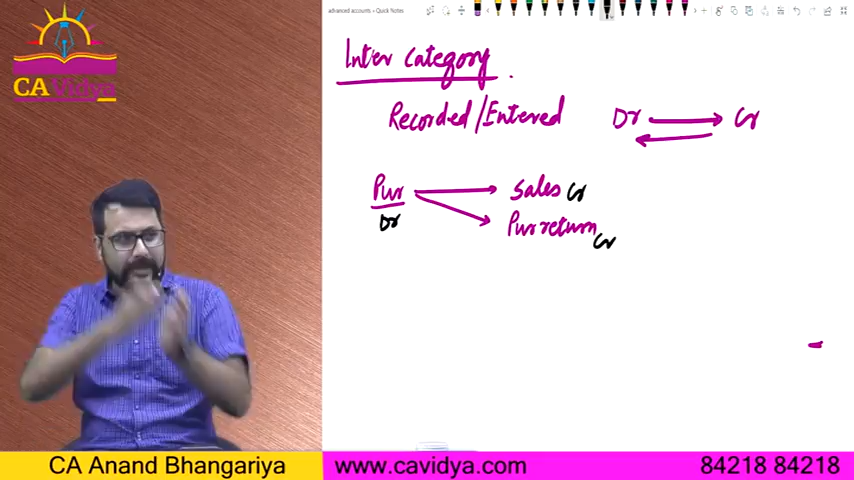 advanced accounts – Quick Notes
CA Vidya
Inter category
Recorded/Entered Dr Cr
Pur Sales Cr
Dr Pur return Cr
CA Anand Bhangariya www.cavidya.com 84218 84218